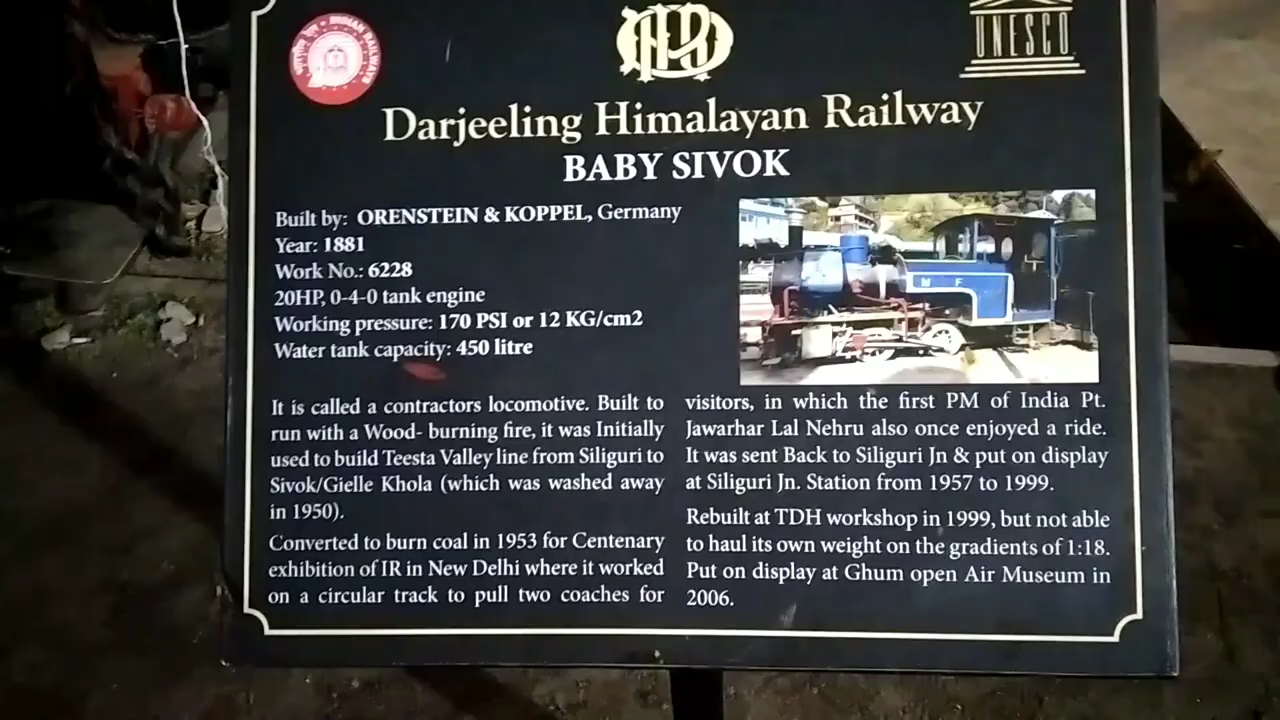 INDIAN RAILWAYS
DHR
UNESCO
Darjeeling Himalayan Railway
BABY SIVOK
Built by: ORENSTEIN & KOPPEL, Germany
Year: 1881
Work No.: 6228
20HP, 0-4-0 tank engine
Working pressure: 170 PSI or 12 KG/cm2
Water tank capacity: 450 litre
It is called a contractors locomotive. Built to
run with a Wood- burning fire, it was Initially
used to build Teesta Valley line from Siliguri to
Sivok/Gielle Khola (which was washed away
in 1950).
Converted to burn coal in 1953 for Centenary
exhibition of IR in New Delhi where it worked
on a circular track to pull two coaches for
visitors, in which the first PM of India Pt.
Jawarhar Lal Nehru also once enjoyed a ride.
It was sent Back to Siliguri Jn & put on display
at Siliguri Jn. Station from 1957 to 1999.
Rebuilt at TDH workshop in 1999, but not able
to haul its own weight on the gradients of 1:18.
Put on display at Ghum open Air Museum in
2006.